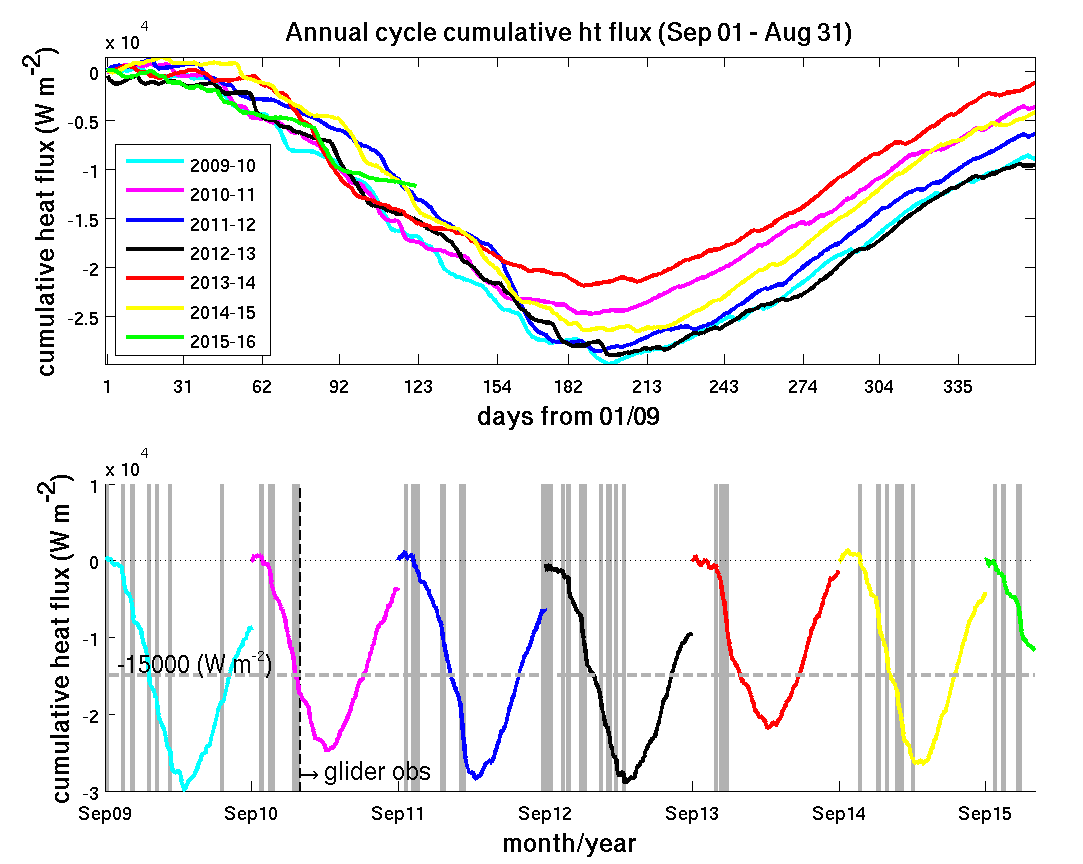 Annual cycle cumulative ht flux (Sep 01 - Aug 31)
x 10^4
cumulative heat flux (W m^-2)
0
-0.5
-1
-1.5
-2
-2.5
2009-10
2010-11
2011-12
2012-13
2013-14
2014-15
2015-16
1 31 62 92 123 154 182 213 243 274 304 335
days from 01/09
x 10^4
cumulative heat flux (W m^-2)
1
0
-1
-2
-3
-15000 (W m^-2)
→ glider obs
Sep09 Sep10 Sep11 Sep12 Sep13 Sep14 Sep15
month/year